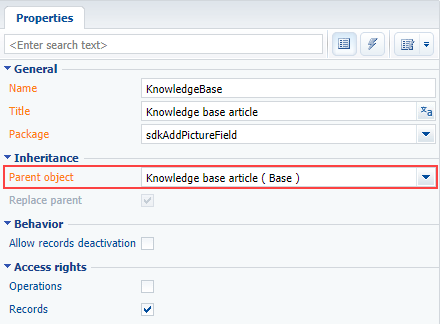 Properties
<Enter search text>
General
Name KnowledgeBase
Title Knowledge base article
Package sdkAddPictureField
Inheritance
Parent object Knowledge base article ( Base )
Replace parent
Behavior
Allow records deactivation
Access rights
Operations
Records